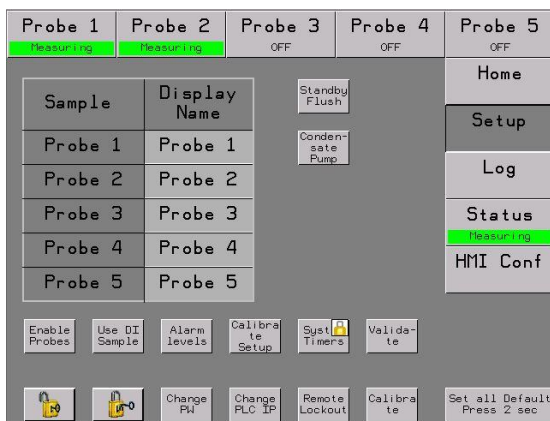 Probe 1
Measuring
Probe 2
Measuring
Probe 3
OFF
Probe 4
OFF
Probe 5
OFF
Home
Setup
Log
Status
Measuring
HMI Conf
Sample
Display
Name
Probe 1
Probe 1
Probe 2
Probe 2
Probe 3
Probe 3
Probe 4
Probe 4
Probe 5
Probe 5
Standby
Flush
Conden-
sate
Pump
Enable
Probes
Use DI
Sample
Alarm
levels
Calibra
te
Setup
Syst
Timers
Valida-
te
Change
PW
Change
PLC IP
Remote
Lockout
Calibra
te
Set all Default
Press 2 sec